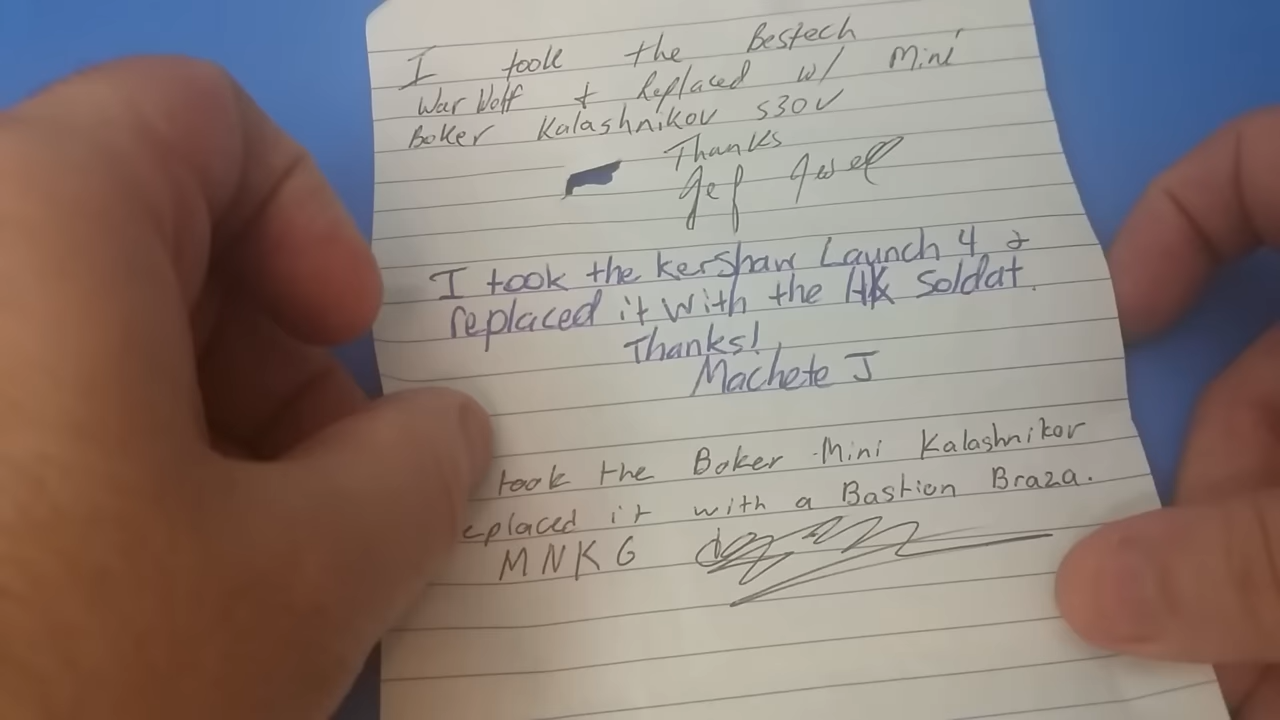 I took the Bestech
War Wolf & Replaced w/ Mini
Boker Kalashnikov S30V
Thanks
Jef
I took the Kershaw Launch 4 &
replaced it with the HK Soldat.
Thanks!
Machete J
took the Boker Mini Kalashnikov
eplaced it with a Bastion Braza.
MNKG